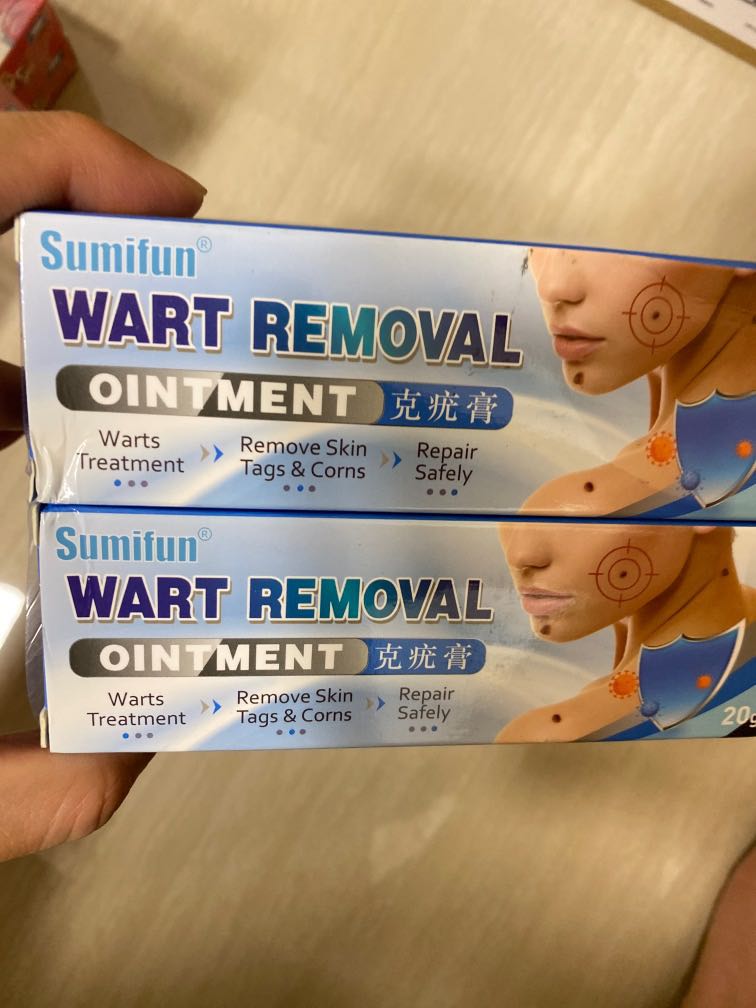 Sumifun®
WART REMOVAL
OINTMENT 克疣膏
Warts Treatment
Remove Skin Tags & Corns
Repair Safely
Sumifun®
WART REMOVAL
OINTMENT 克疣膏
Warts Treatment
Remove Skin Tags & Corns
Repair Safely
20g